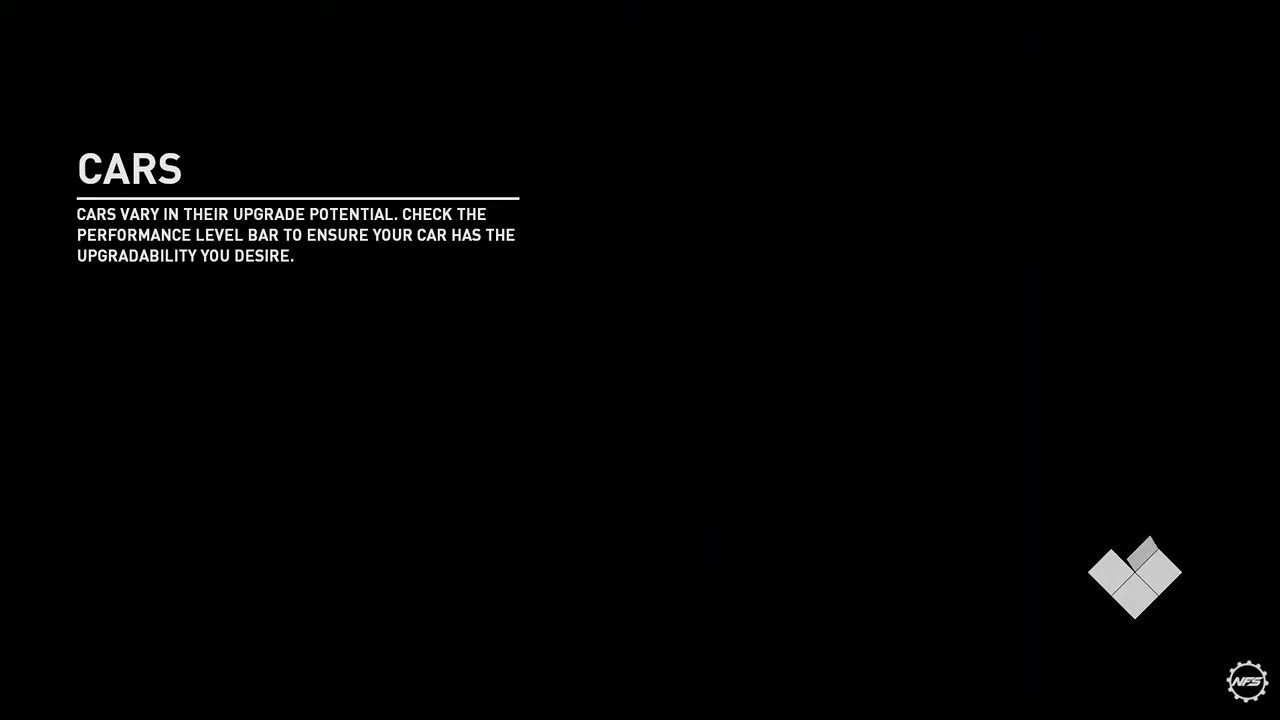 CARS
CARS VARY IN THEIR UPGRADE POTENTIAL. CHECK THE
PERFORMANCE LEVEL BAR TO ENSURE YOUR CAR HAS THE
UPGRADABILITY YOU DESIRE.
NFS